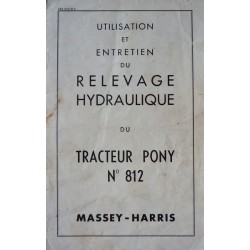 UTILISATION
ET
ENTRETIEN
DU
RELEVAGE
HYDRAULIQUE
DU
TRACTEUR PONY
N° 812
MASSEY-HARRIS